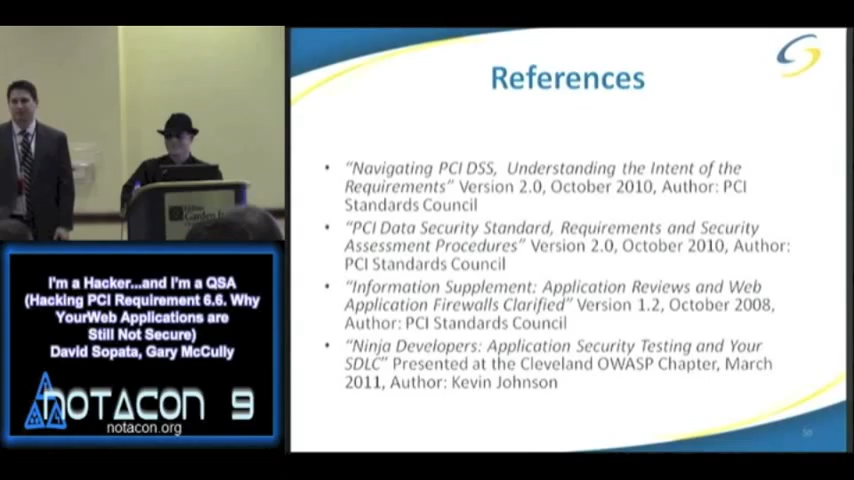 References
• "Navigating PCI DSS, Understanding the Intent of the
Requirements" Version 2.0, October 2010, Author: PCI
Standards Council
• "PCI Data Security Standard, Requirements and Security
Assessment Procedures" Version 2.0, October 2010, Author:
PCI Standards Council
• "Information Supplement: Application Reviews and Web
Application Firewalls Clarified" Version 1.2, October 2008,
Author: PCI Standards Council
• "Ninja Developers: Application Security Testing and Your
SDLC" Presented at the Cleveland OWASP Chapter, March
2011, Author: Kevin Johnson
Garden
I'm a Hacker...and I'm a QSA
(Hacking PCI Requirement 6.6. Why
YourWeb Applications are
Still Not Secure)
David Sopata, Gary McCully
NOTACON 9
notacon.org